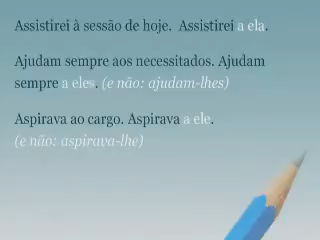 Assistirei à sessão de hoje. Assistirei a ela.
Ajudam sempre aos necessitados. Ajudam
sempre a eles. (e não: ajudam-lhes)
Aspirava ao cargo. Aspirava a ele.
(e não: aspirava-lhe)